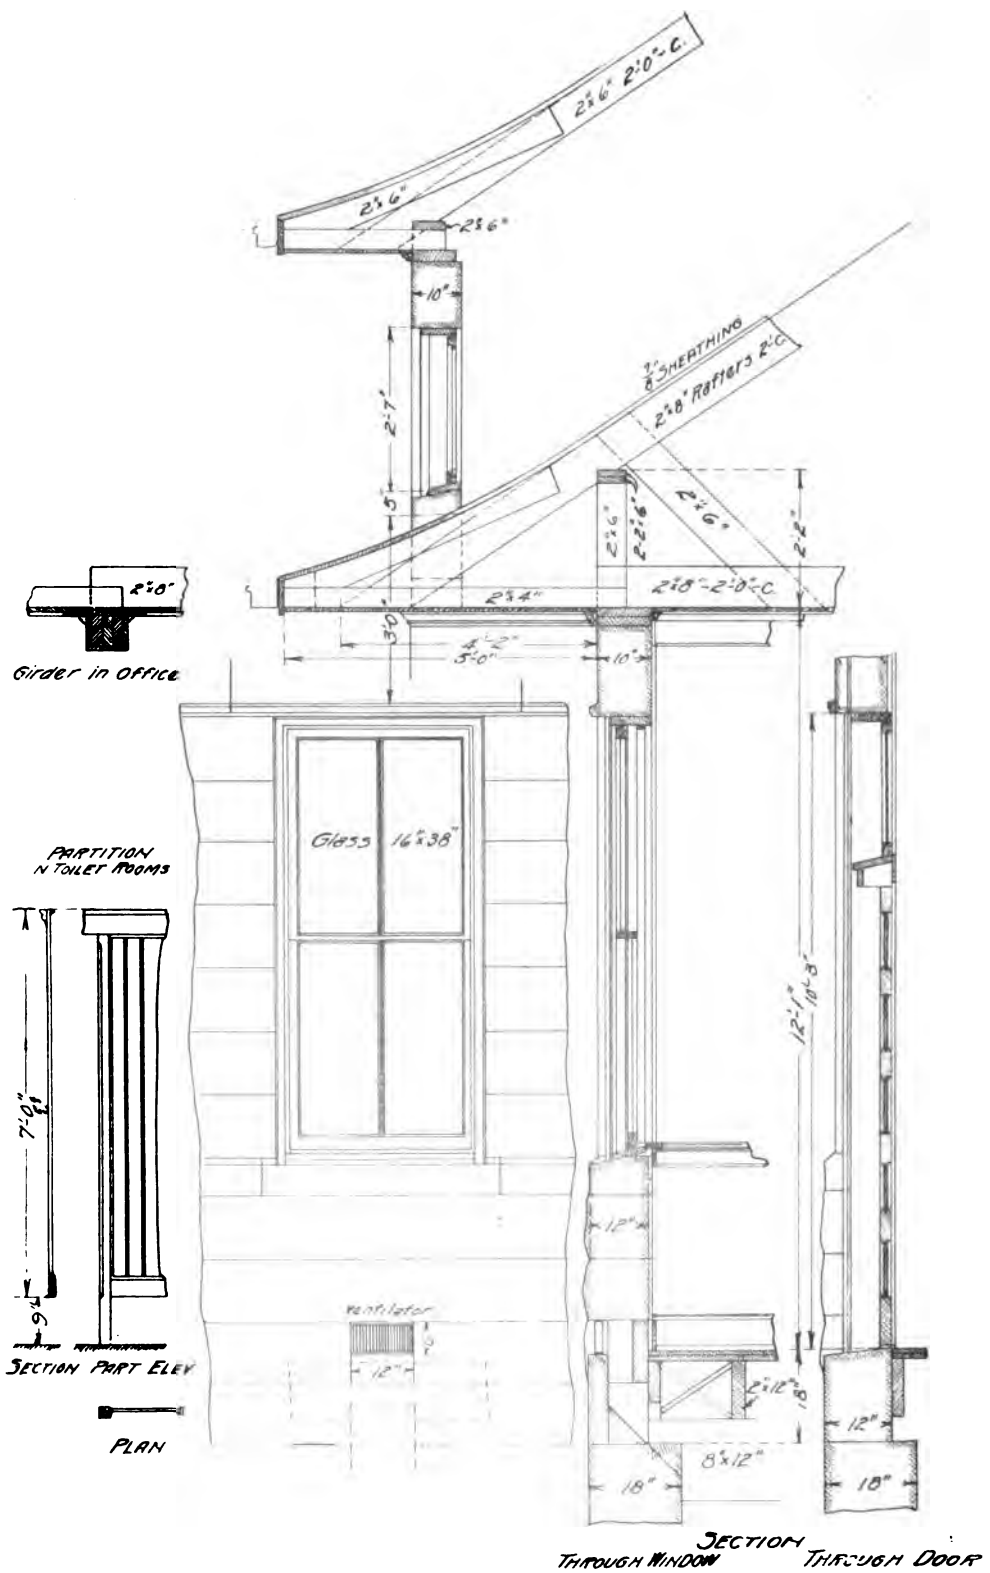 2"x6" 2'-0"-C.
2"x6"
2"x6"
10"
2'-7"
5"
7/8" SHEATHING
2"x8" Rafters 2'-C.
2"x6"
2"x6"
2-2"x6"
2'-2"
2"x8"
2"x4"
2"x8"-2'-0"-C.
3'-0"
4'-2"
5'-0"
10"
Girder in Office
Glass 16"x38"
PARTITION
N TOILET ROOMS
7'-0"
12'-1"
10'-3"
12"
9"
Ventilator
6"
12"
SECTION PART ELEV
2"x12"
18"
12"
PLAN
8"x12"
18"
18"
SECTION
THROUGH WINDOW THROUGH DOOR